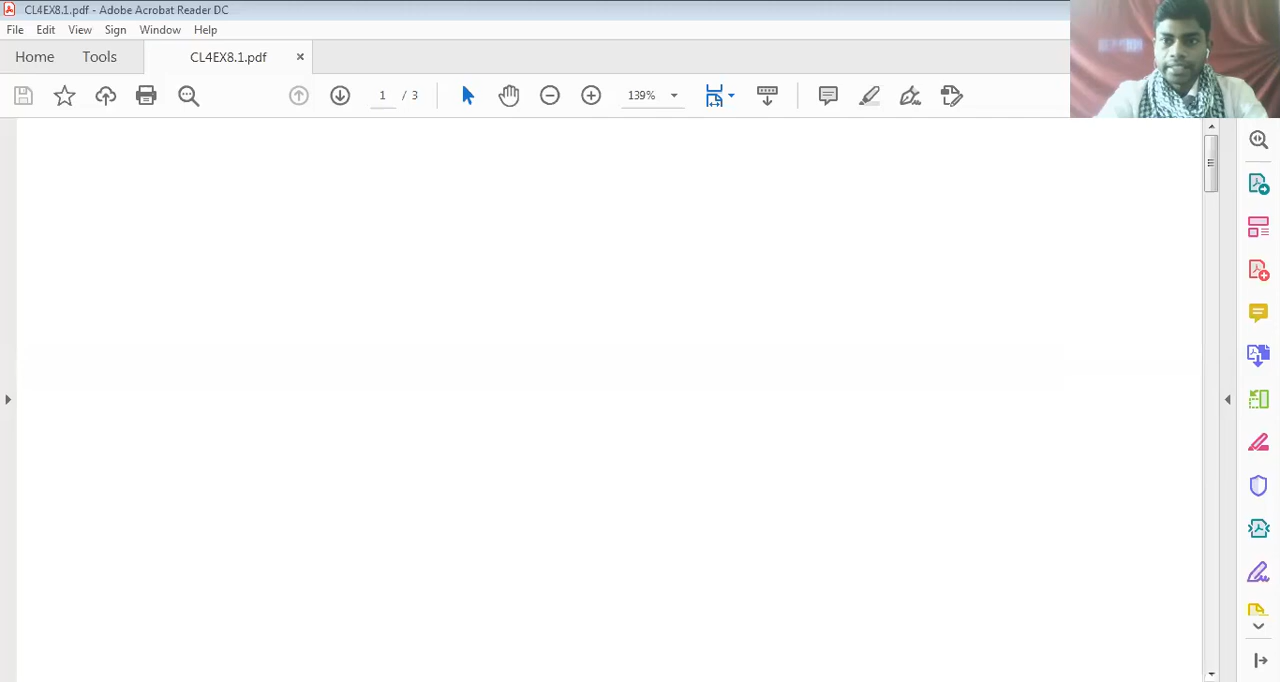 CL4EX8.1.pdf - Adobe Acrobat Reader DC
File Edit View Sign Window Help
Home Tools CL4EX8.1.pdf ×
1 / 3 139%